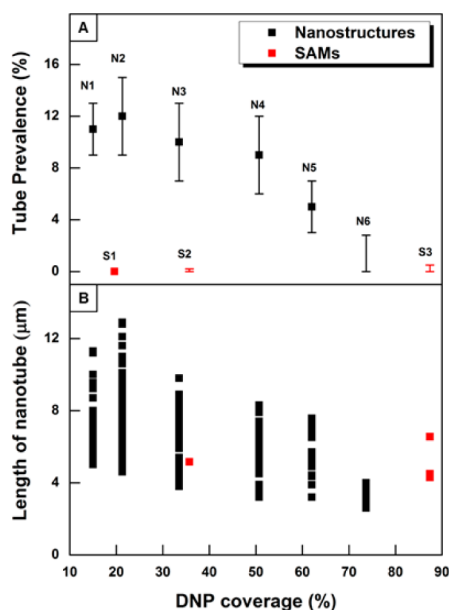 A
Nanostructures
SAMs
Tube Prevalence (%)
16
12
8
4
0
N1
N2
N3
N4
N5
N6
S1
S2
S3
B
Length of nanotube (μm)
12
8
4
0
10 20 30 40 50 60 70 80 90
DNP coverage (%)